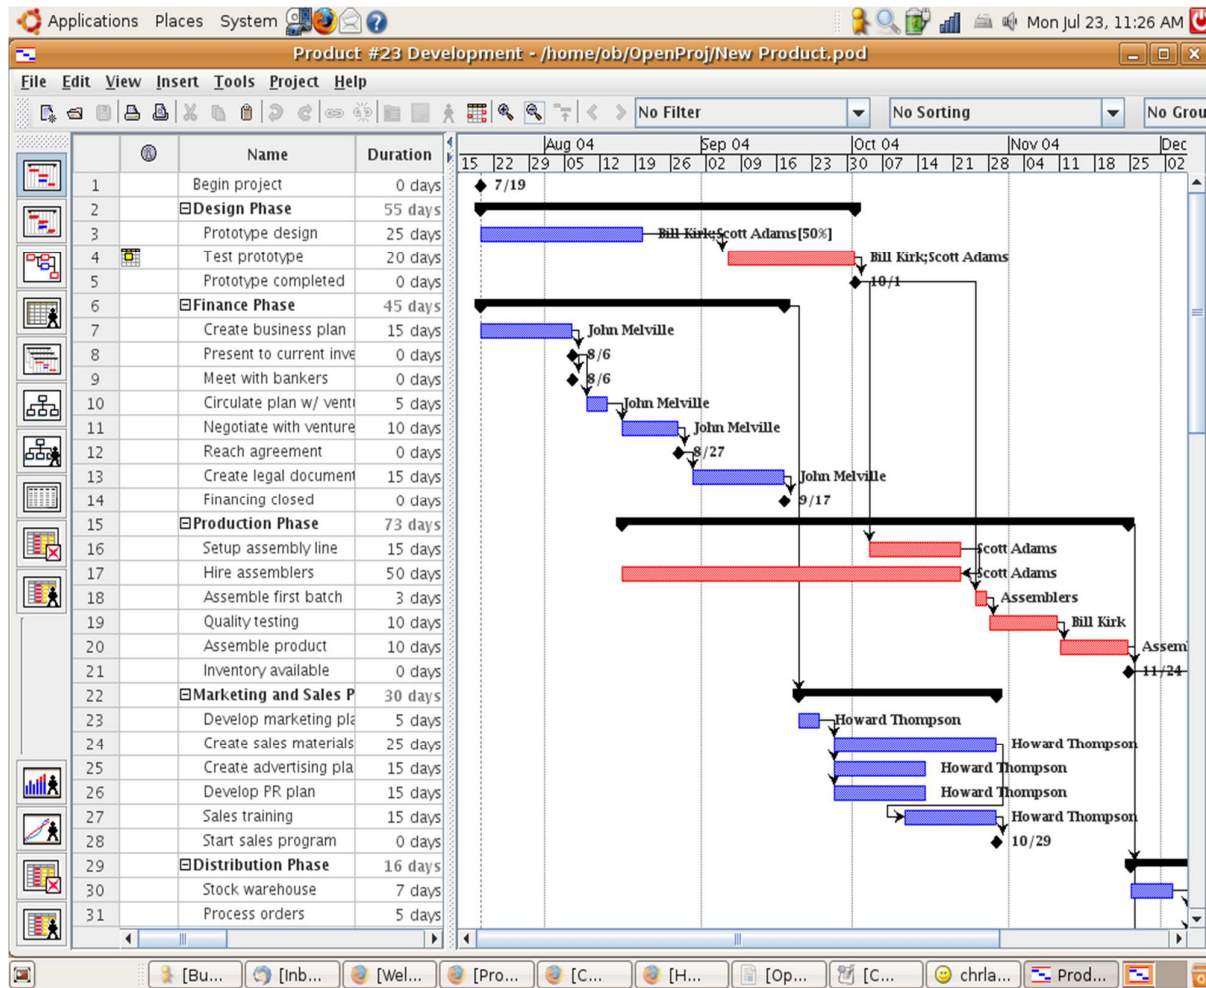 Applications Places System Mon Jul 23, 11:26 AM
Product #23 Development - /home/ob/OpenProj/New Product.pod
File Edit View Insert Tools Project Help
No Filter No Sorting No Grou
Name Duration Aug 04 Sep 04 Oct 04 Nov 04 Dec
15 22 29 05 12 19 26 02 09 16 23 30 07 14 21 28 04 11 18 25 02
1 Begin project 0 days 7/19
2 Design Phase 55 days
3 Prototype design 25 days Bill Kirk;Scott Adams[50%]
4 Test prototype 20 days Bill Kirk;Scott Adams
5 Prototype completed 0 days 10/1
6 Finance Phase 45 days
7 Create business plan 15 days John Melville
8 Present to current inve 0 days 8/6
9 Meet with bankers 0 days 8/6
10 Circulate plan w/ ventu 5 days John Melville
11 Negotiate with venture 10 days John Melville
12 Reach agreement 0 days 8/27
13 Create legal document 15 days John Melville
14 Financing closed 0 days 9/17
15 Production Phase 73 days
16 Setup assembly line 15 days Scott Adams
17 Hire assemblers 50 days Scott Adams
18 Assemble first batch 3 days Assemblers
19 Quality testing 10 days Bill Kirk
20 Assemble product 10 days Assem
21 Inventory available 0 days 11/24
22 Marketing and Sales P 30 days
23 Develop marketing pla 5 days Howard Thompson
24 Create sales materials 25 days Howard Thompson
25 Create advertising pla 15 days Howard Thompson
26 Develop PR plan 15 days Howard Thompson
27 Sales training 15 days Howard Thompson
28 Start sales program 0 days 10/29
29 Distribution Phase 16 days
30 Stock warehouse 7 days
31 Process orders 5 days
[Bu... [Inb... [Wel... [Pro... [C... [H... [Op... [C... chrla... Prod...